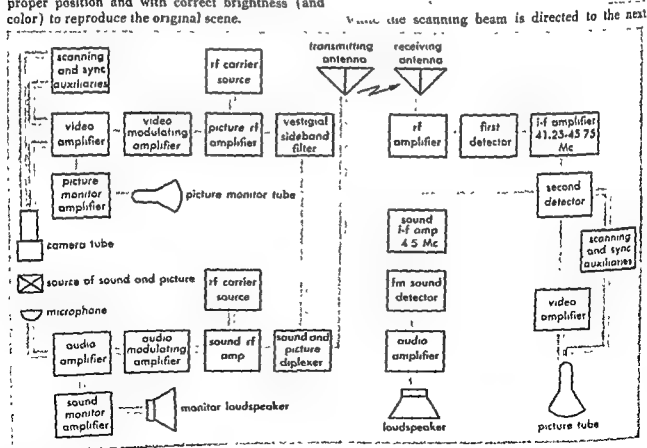 proper position and with correct brightness (and
color) to reproduce the original scene.
the scanning beam is directed to the next
scanning
and sync
auxiliaries
rf carrier
source
transmitting
antenna
receiving
antenna
video
amplifier
video
modulating
amplifier
picture rf
amplifier
vestigial
sideband
filter
rf
amplifier
first
detector
i-f amplifier
41.25-45 75
Mc
picture
monitor
amplifier
picture monitor tube
second
detector
camera tube
sound
i-f amp
4 5 Mc
scanning
and sync
auxiliaries
source of sound and picture
rf carrier
source
fm sound
detector
microphone
video
amplifier
audio
amplifier
audio
modulating
amplifier
sound rf
amp
sound and
picture
diplexer
audio
amplifier
sound
monitor
amplifier
monitor loudspeaker
loudspeaker
picture tube